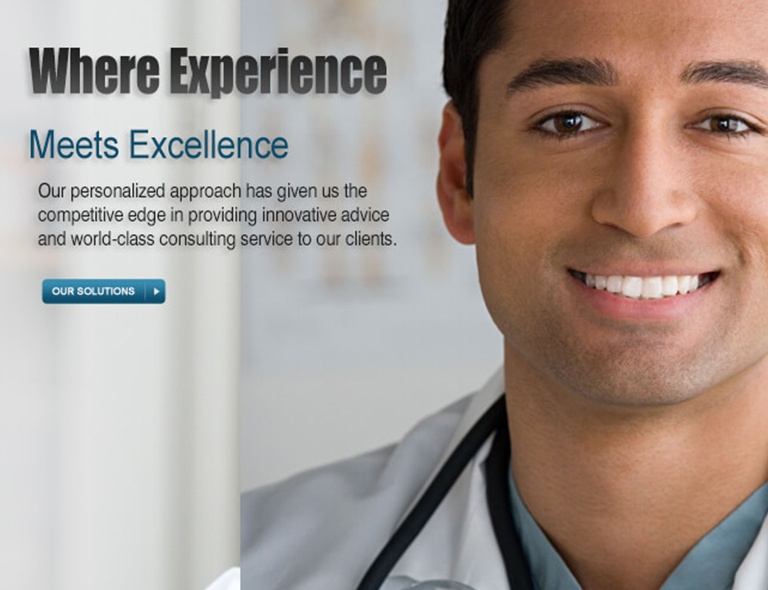 Where Experience
Meets Excellence
Our personalized approach has given us the
competitive edge in providing innovative advice
and world-class consulting service to our clients.
OUR SOLUTIONS